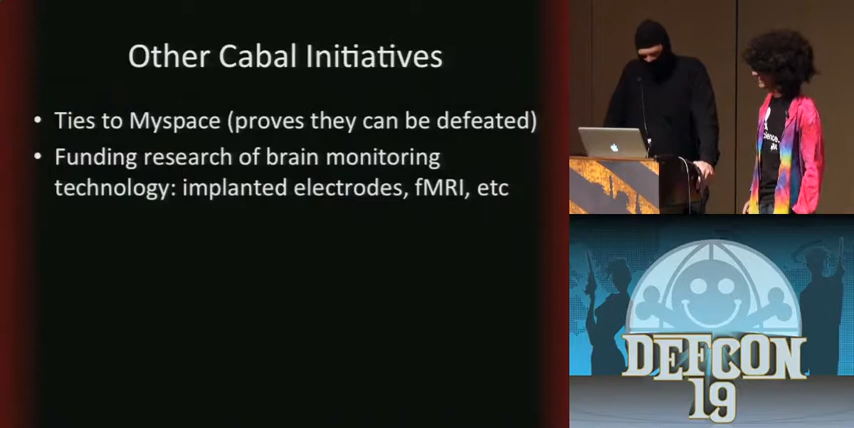 Other Cabal Initiatives
• Ties to Myspace (proves they can be defeated)
• Funding research of brain monitoring
technology: implanted electrodes, fMRI, etc
DEFCON
19